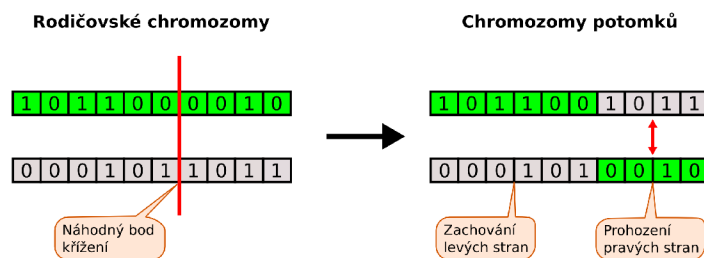 Rodičovské chromozomy
Chromozomy potomků
1 0 1 1 0 0 0 0 1 0
1 0 1 1 0 0 1 0 1 1
0 0 0 1 0 1 1 0 1 1
0 0 0 1 0 1 0 0 1 0
Náhodný bod
křížení
Zachování
levých stran
Prohození
pravých stran